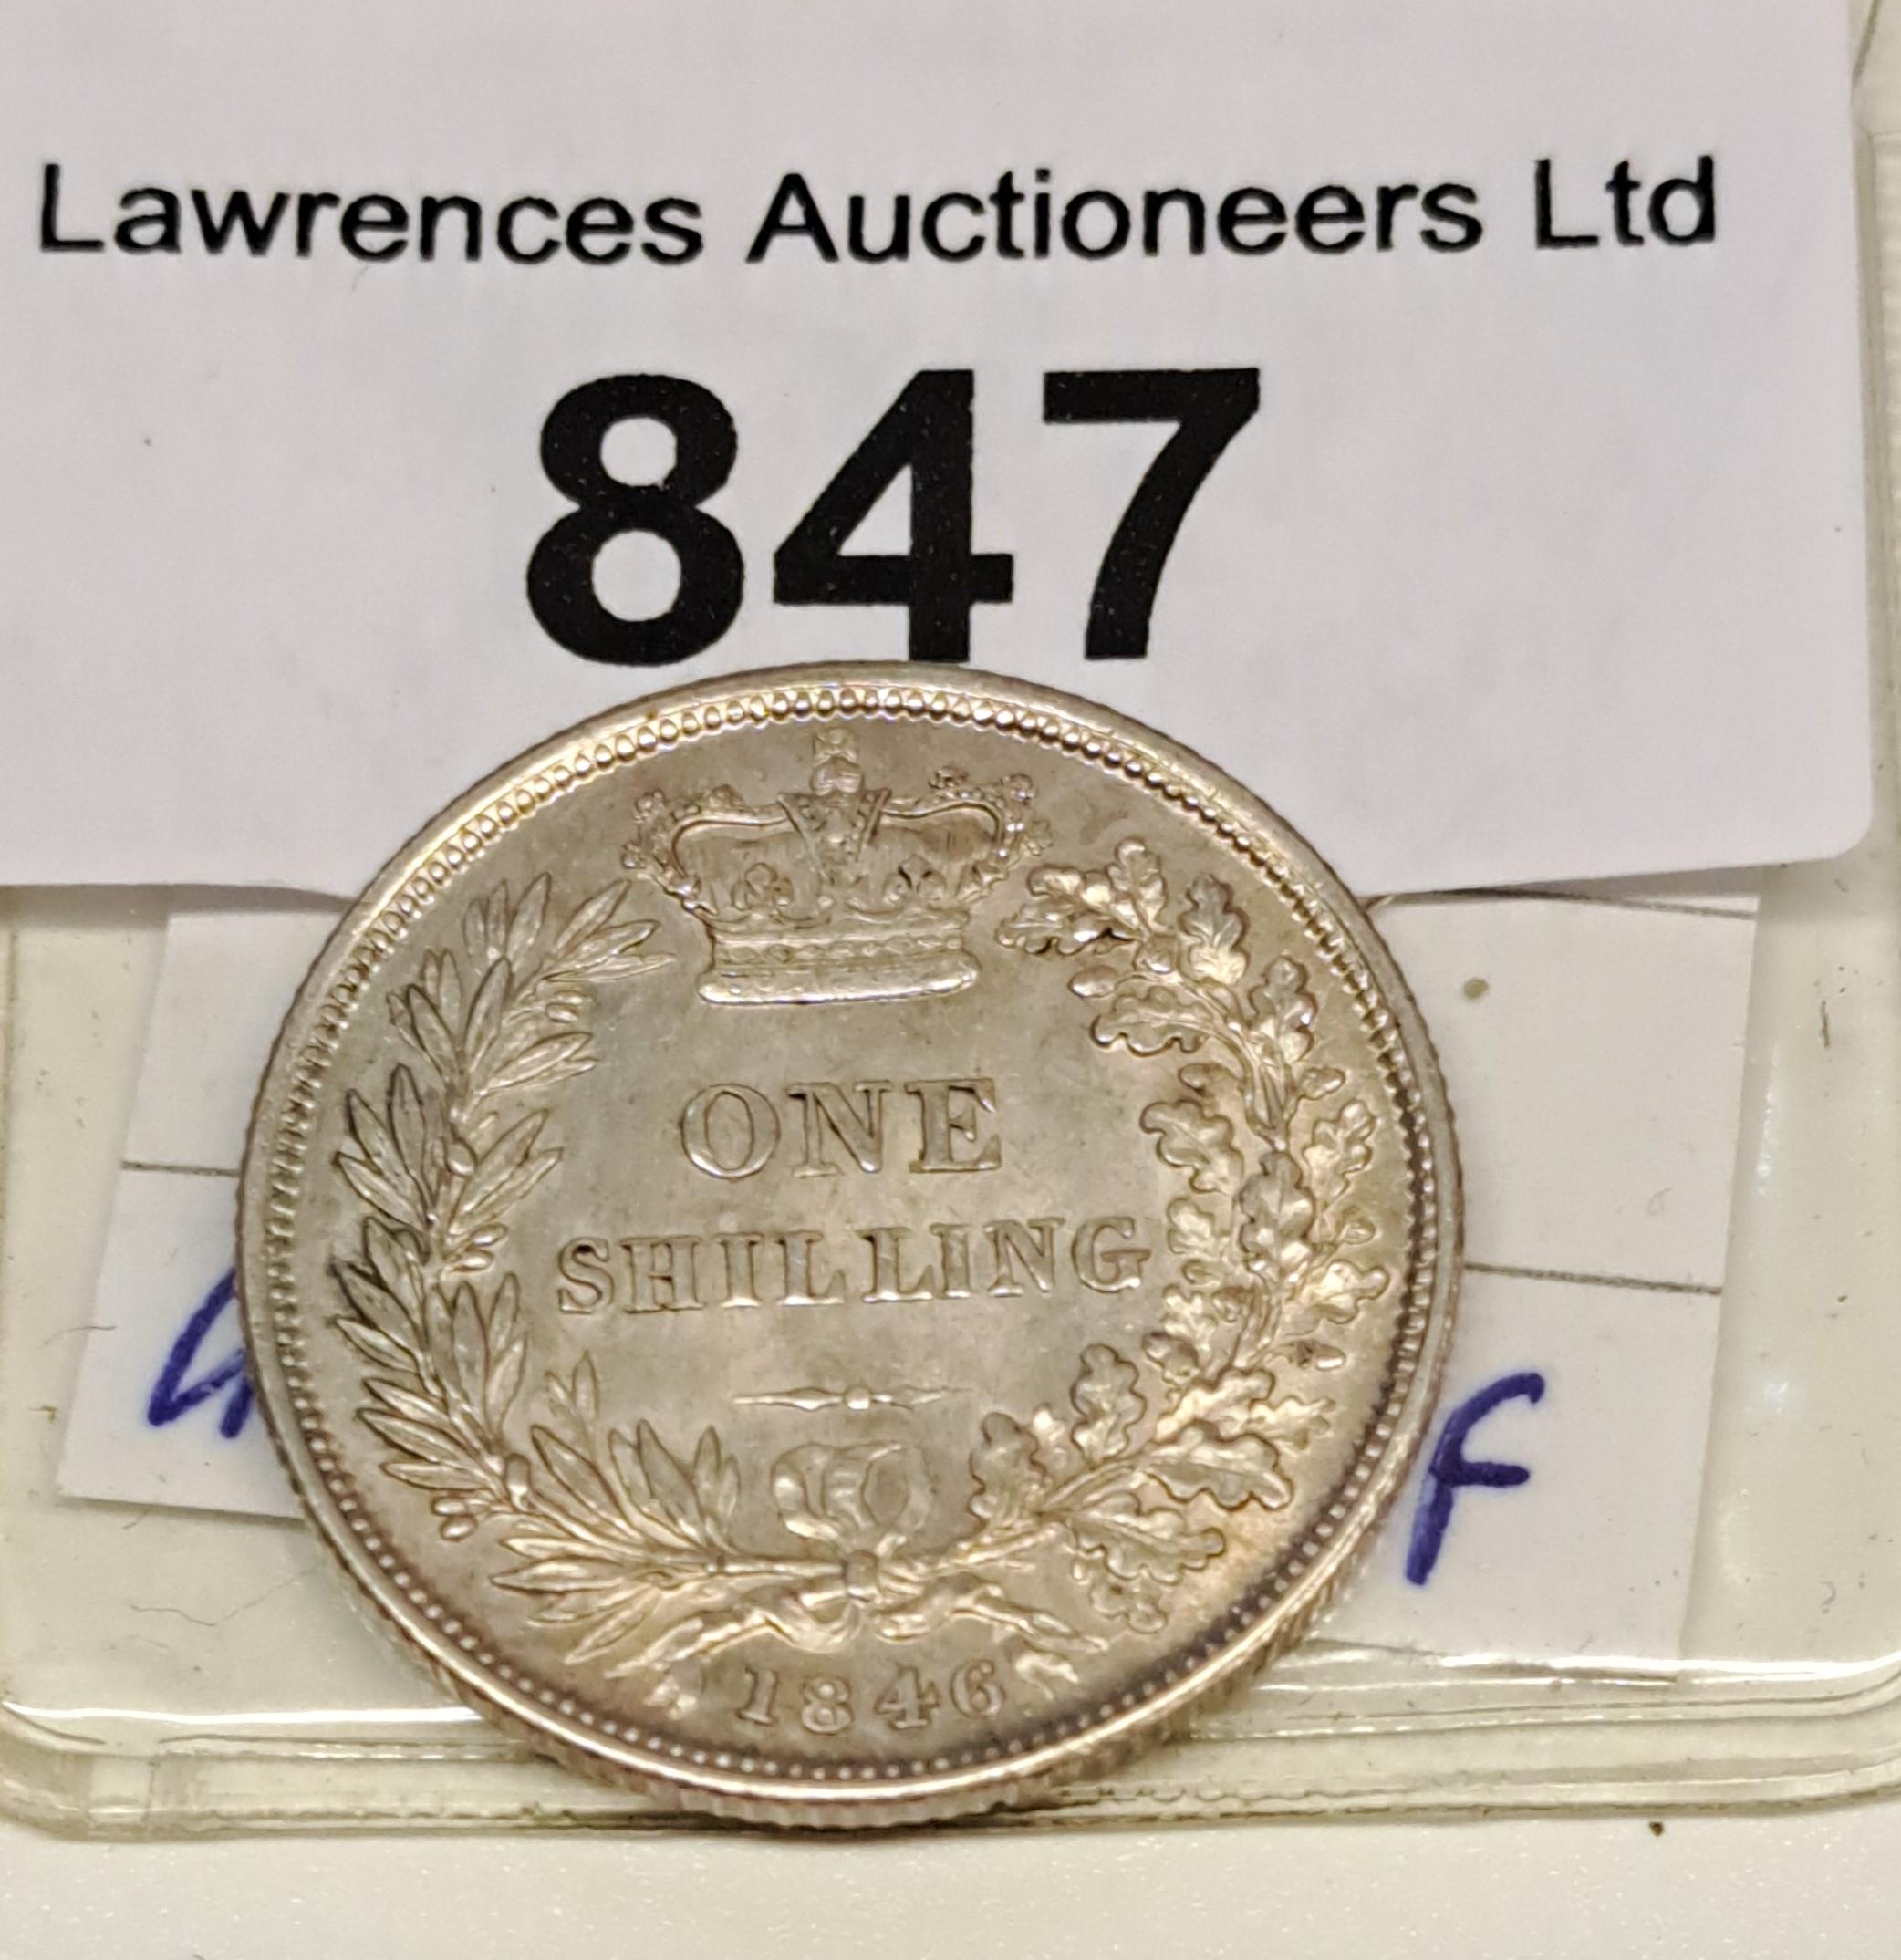 Lawrences Auctioneers Ltd
847
ONE
SHILLING
F
1846